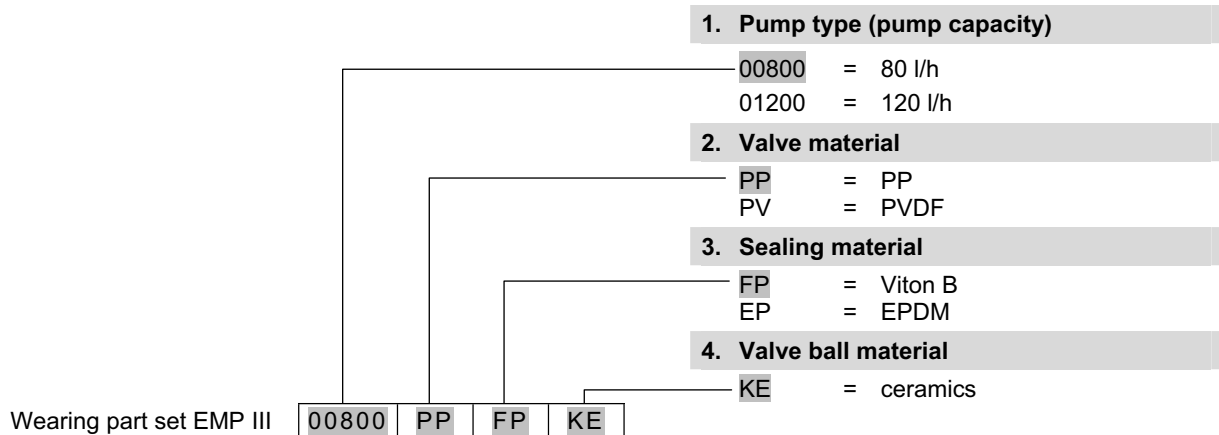 1. Pump type (pump capacity)
00800 = 80 l/h
01200 = 120 l/h
2. Valve material
PP = PP
PV = PVDF
3. Sealing material
FP = Viton B
EP = EPDM
4. Valve ball material
KE = ceramics
Wearing part set EMP III 00800 PP FP KE